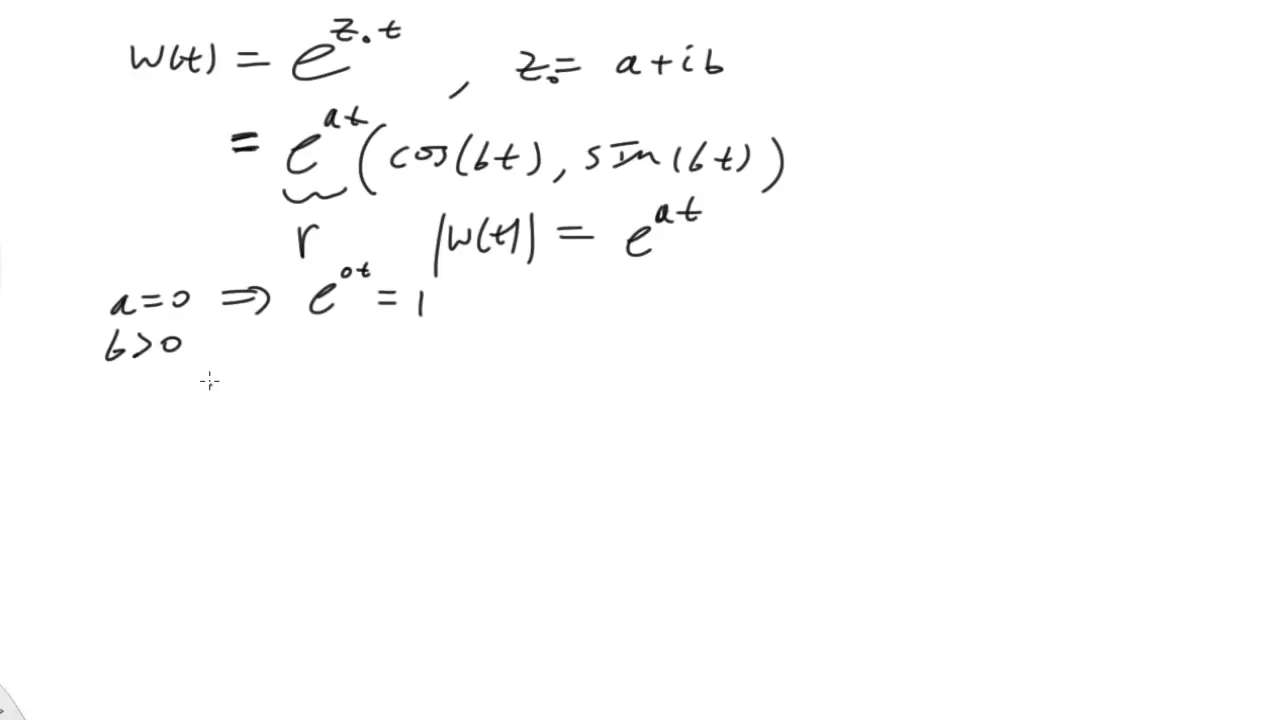 w(t) = e^{z₀t} , z₀ = a + ib
= e^{at} (cos(bt), sin(bt))
r |w(t)| = e^{at}
a = 0 ⇒ e^{0t} = 1
b > 0